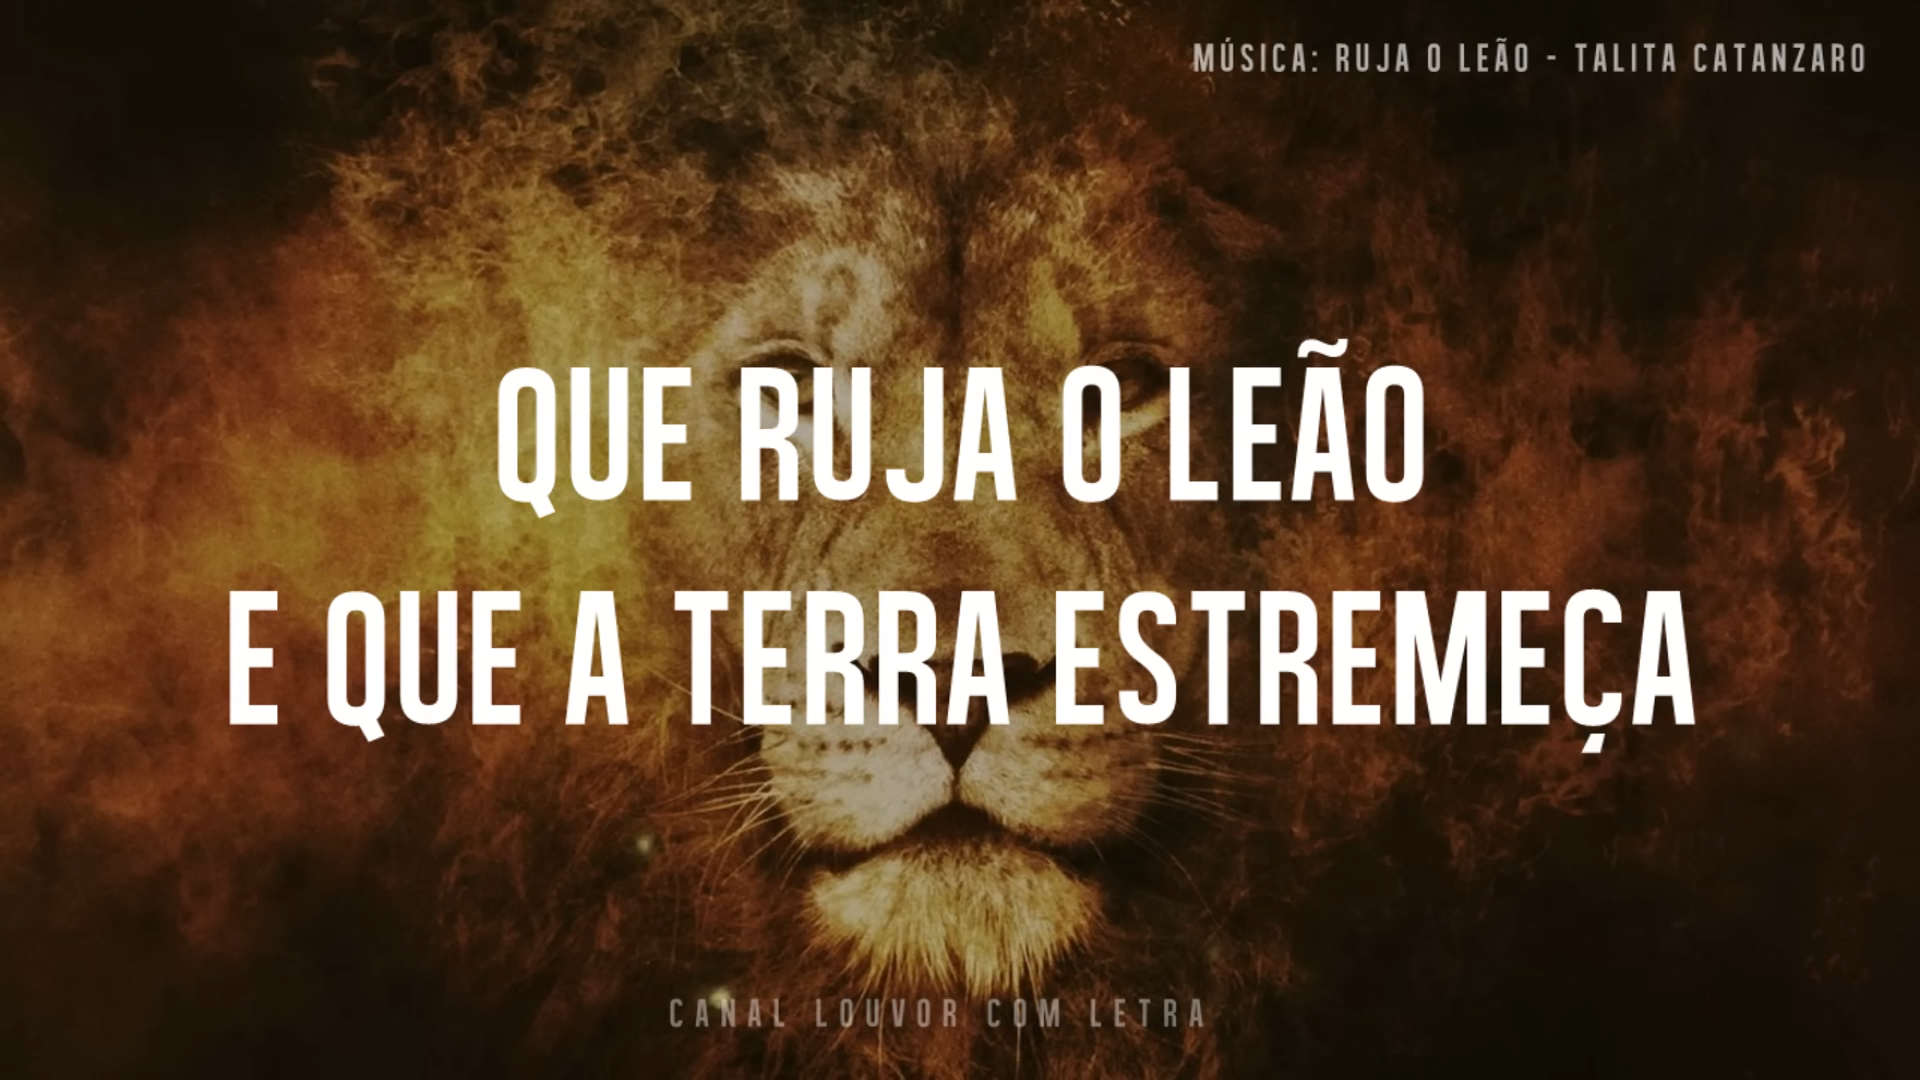 MÚSICA: RUJA O LEÃO - TALITA CATANZARO
QUE RUJA O LEÃO
E QUE A TERRA ESTREMEÇA
CANAL LOUVOR COM LETRA